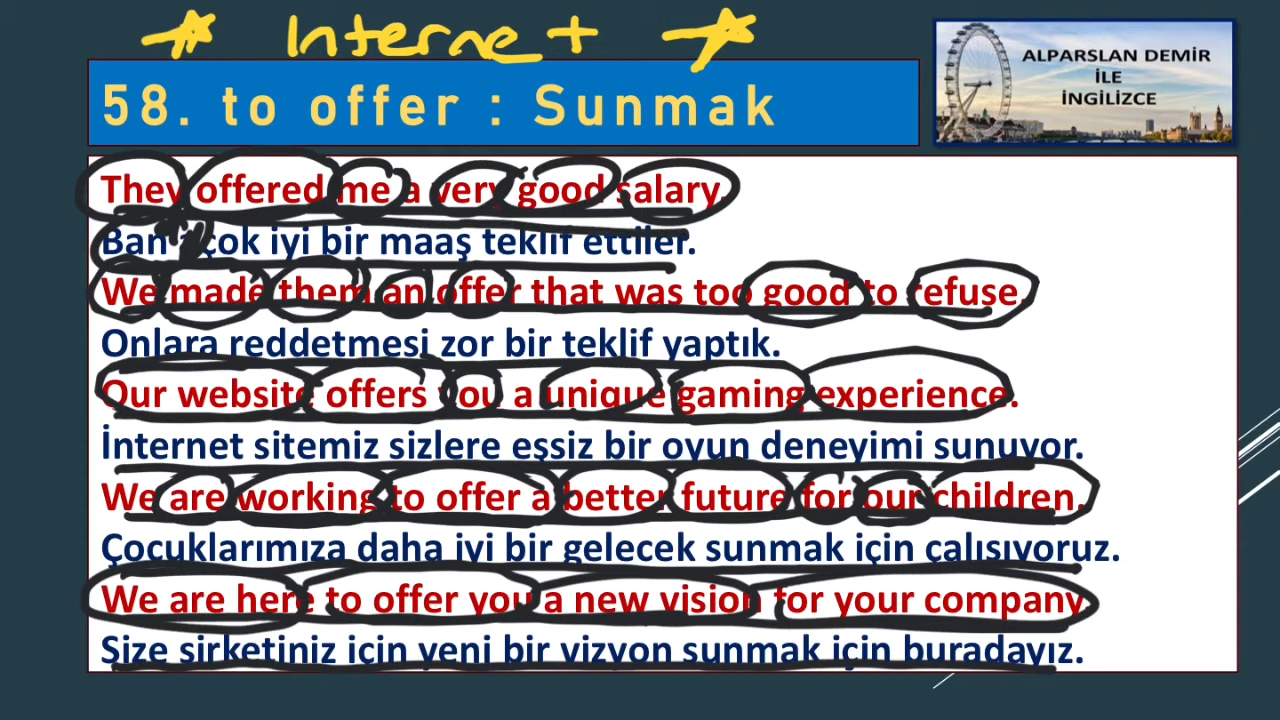 Internet
58. to offer : Sunmak
ALPARSLAN DEMİR
İLE
İNGİLİZCE
They offered me a very good salary.
Bana çok iyi bir maaş teklif ettiler.
We made them an offer that was too good to refuse.
Onlara reddetmesi zor bir teklif yaptık.
Our website offers you a unique gaming experience.
İnternet sitemiz sizlere eşsiz bir oyun deneyimi sunuyor.
We are working to offer a better future for our children.
Çocuklarımıza daha iyi bir gelecek sunmak için çalışıyoruz.
We are here to offer you a new vision for your company.
Size şirketiniz için yeni bir vizyon sunmak için buradayız.